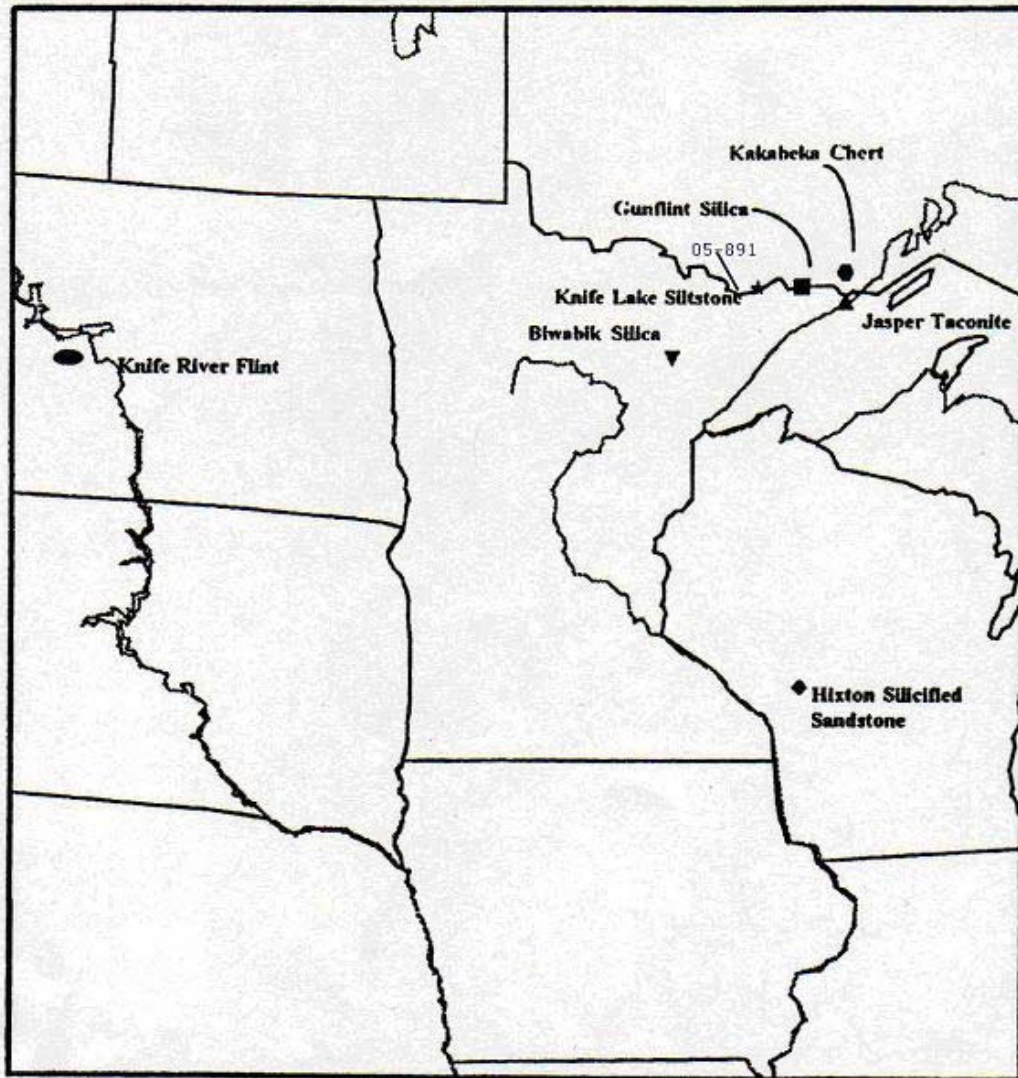 Kakabeka Chert
Gunflint Silica
05-891
Knife Lake Siltstone
Biwabik Silica
Jasper Taconite
Knife River Flint
Hixton Silicified
Sandstone